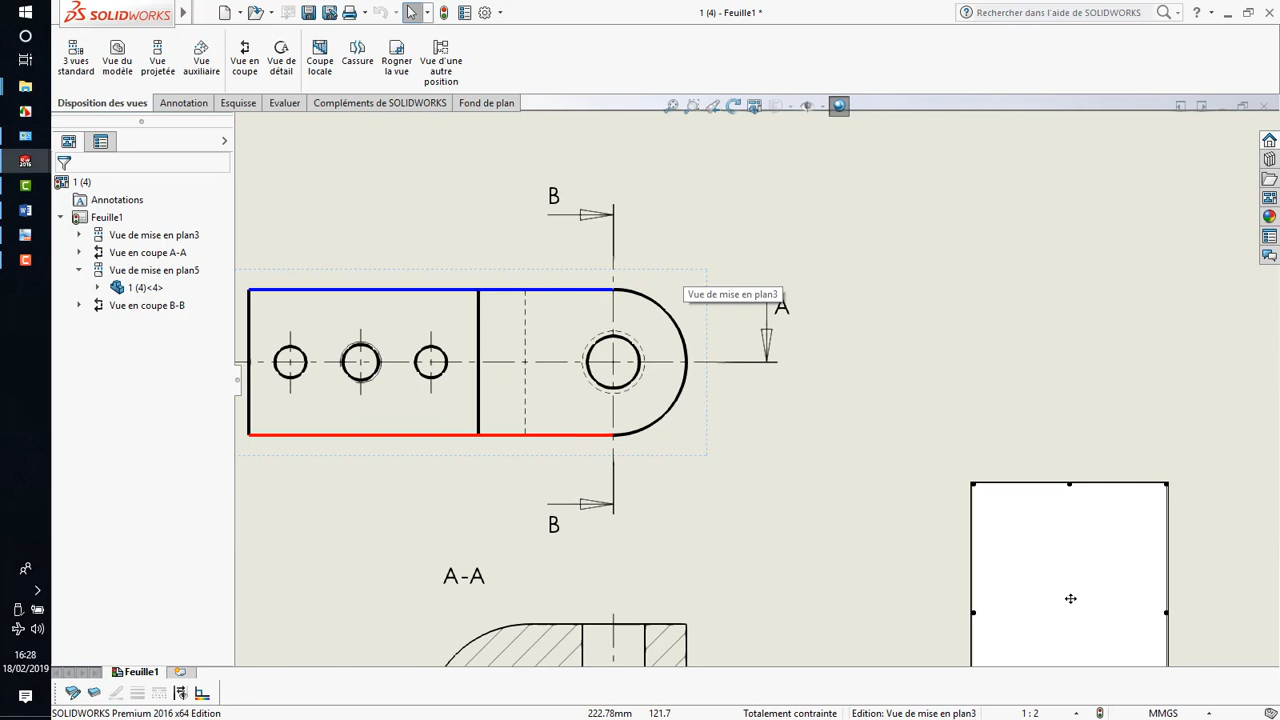 SOLIDWORKS
1 (4) - Feuille1 *
Rechercher dans l'aide de SOLIDWORKS
3 vues standard
Vue du modèle
Vue projetée
Vue auxiliaire
Vue en coupe
Vue de détail
Coupe locale
Cassure
Rogner la vue
Vue d'une autre position
Disposition des vues
Annotation
Esquisse
Evaluer
Compléments de SOLIDWORKS
Fond de plan
1 (4)
Annotations
Feuille1
Vue de mise en plan3
Vue en coupe A-A
Vue de mise en plan5
1 (4)<4>
Vue en coupe B-B
B
Vue de mise en plan3
A
B
A-A
16:28
18/02/2019
Feuille1
SOLIDWORKS Premium 2016 x64 Edition
222.78mm
121.7
Totalement contrainte
Edition: Vue de mise en plan3
1 : 2
MMGS